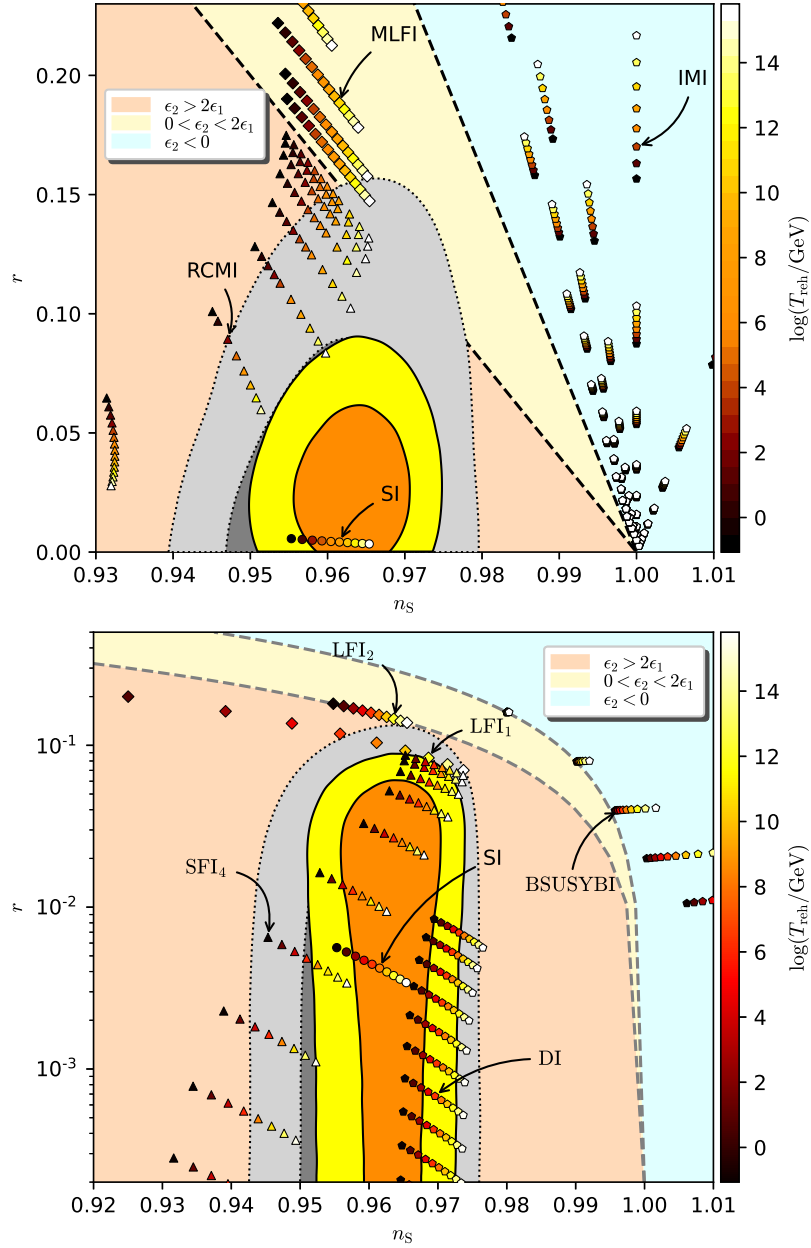 0.20
0.15
0.10
0.05
0.00
r
ϵ₂ > 2ϵ₁
0 < ϵ₂ < 2ϵ₁
ϵ₂ < 0
MLFI
IMI
RCMI
SI
0.93 0.94 0.95 0.96 0.97 0.98 0.99 1.00 1.01
n_S
14
12
10
8
6
4
2
0
log(T_reh/GeV)
10⁻¹
10⁻²
10⁻³
r
LFI₂
LFI₁
ϵ₂ > 2ϵ₁
0 < ϵ₂ < 2ϵ₁
ϵ₂ < 0
SFI₄
SI
BSUSYBI
DI
0.92 0.93 0.94 0.95 0.96 0.97 0.98 0.99 1.00 1.01
n_S
14
12
10
8
6
4
2
0
log(T_reh/GeV)